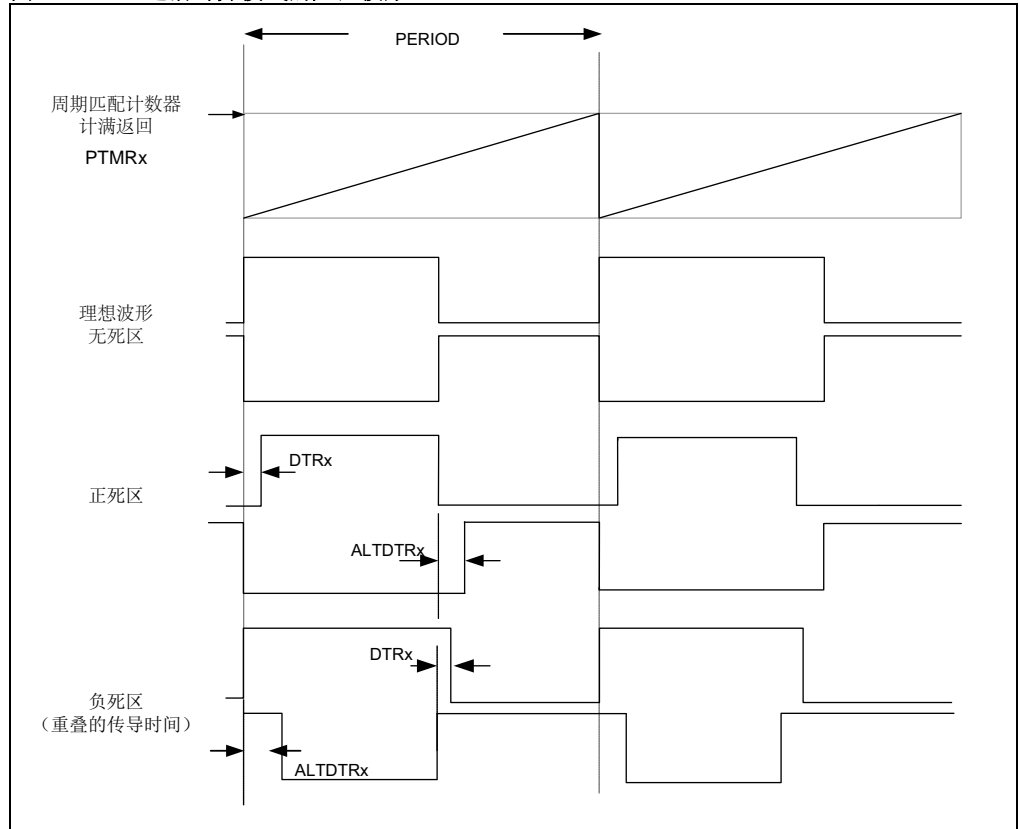 PERIOD
周期匹配计数器
计满返回
PTMRx
理想波形
无死区
DTRx
正死区
ALTDTRx
DTRx
负死区
（重叠的传导时间）
ALTDTRx